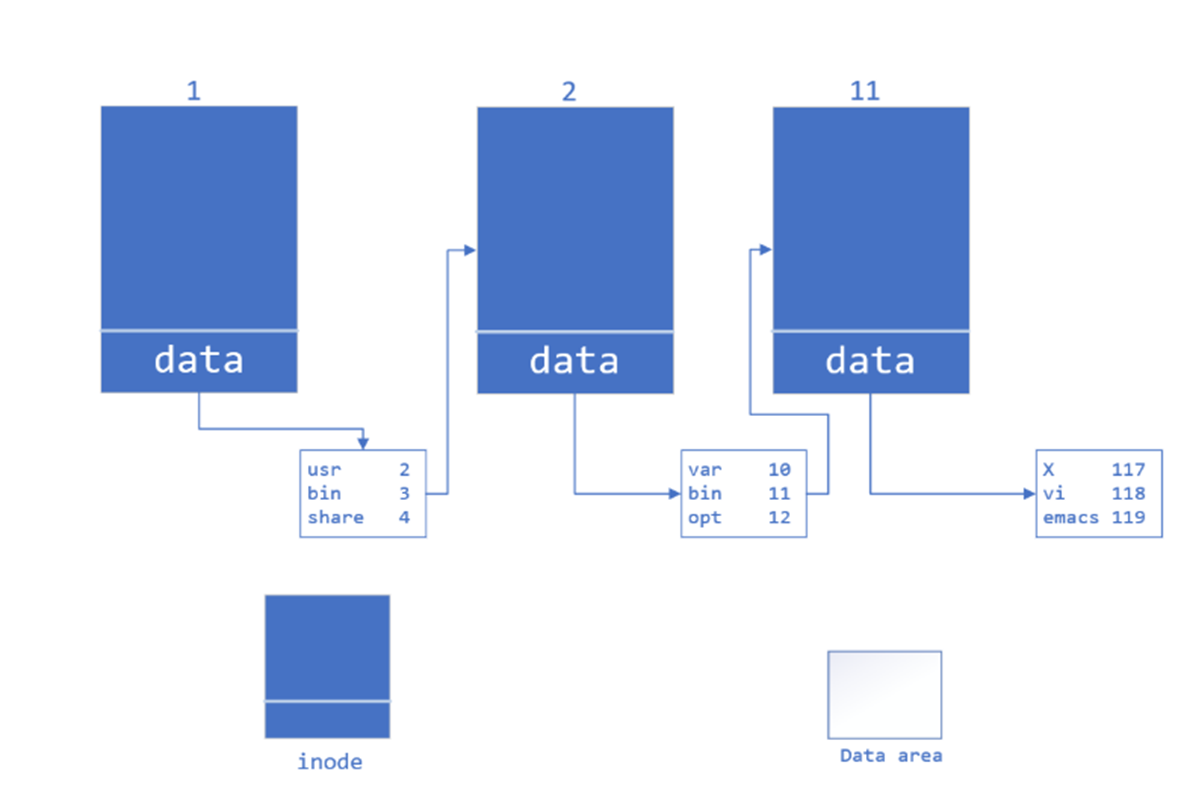 1
2
11
data
data
data
usr 2
bin 3
share 4
var 10
bin 11
opt 12
X 117
vi 118
emacs 119
inode
Data area